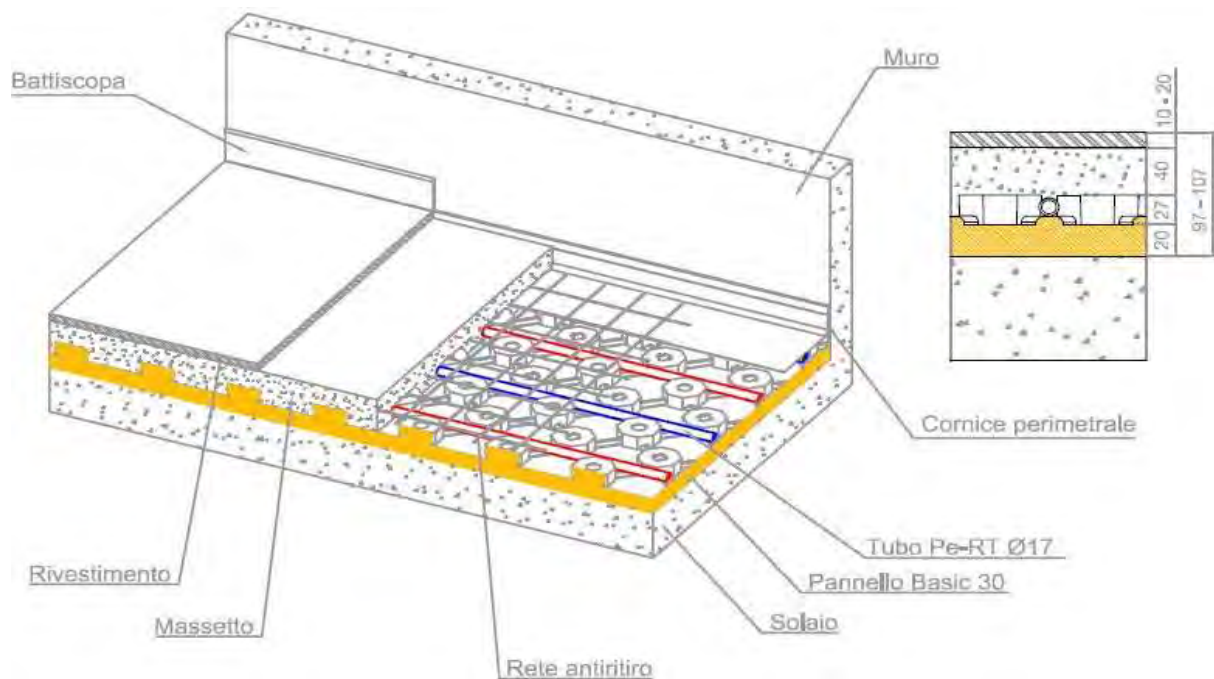 Battiscopa
Muro
10÷20
40
27
20
97÷107
Cornice perimetrale
Tubo Pe-RT Ø17
Pannello Basic 30
Solaio
Rivestimento
Massetto
Rete antiritiro